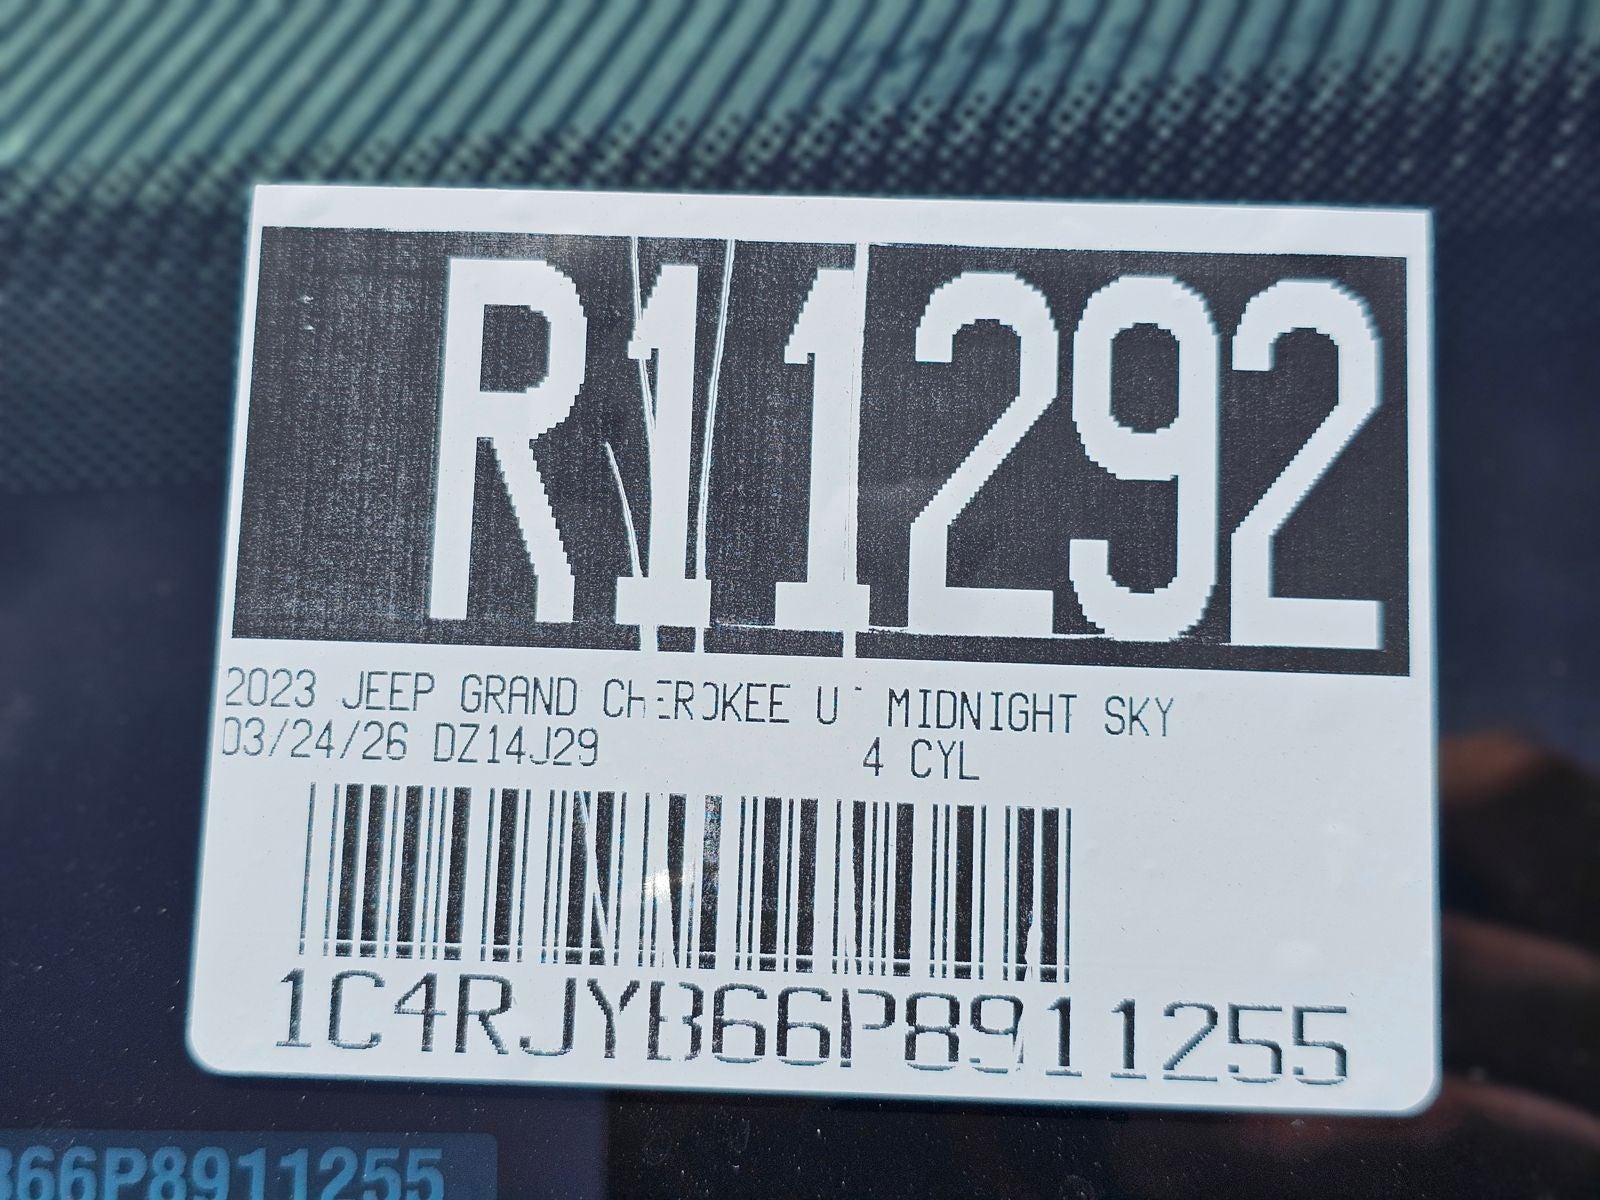 R11292
2023 JEEP GRAND CHEROKEE U MIDNIGHT SKY
03/24/26 DZ14J29 4 CYL
1C4RJYB66P8911255
B66P8911255